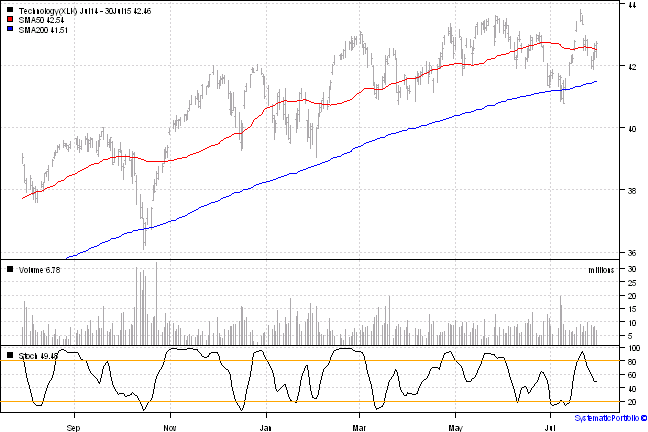 Technology(XLK) Jul14 - 30Jul15 42.46
SMA50 42.54
SMA200 41.51
44
42
40
38
36
Volume 6.78
millions
30
25
20
15
10
5
Stoch 49.48
100
80
60
40
20
Sep
Nov
Jan
Mar
May
Jul
SystematicPortfolio ©